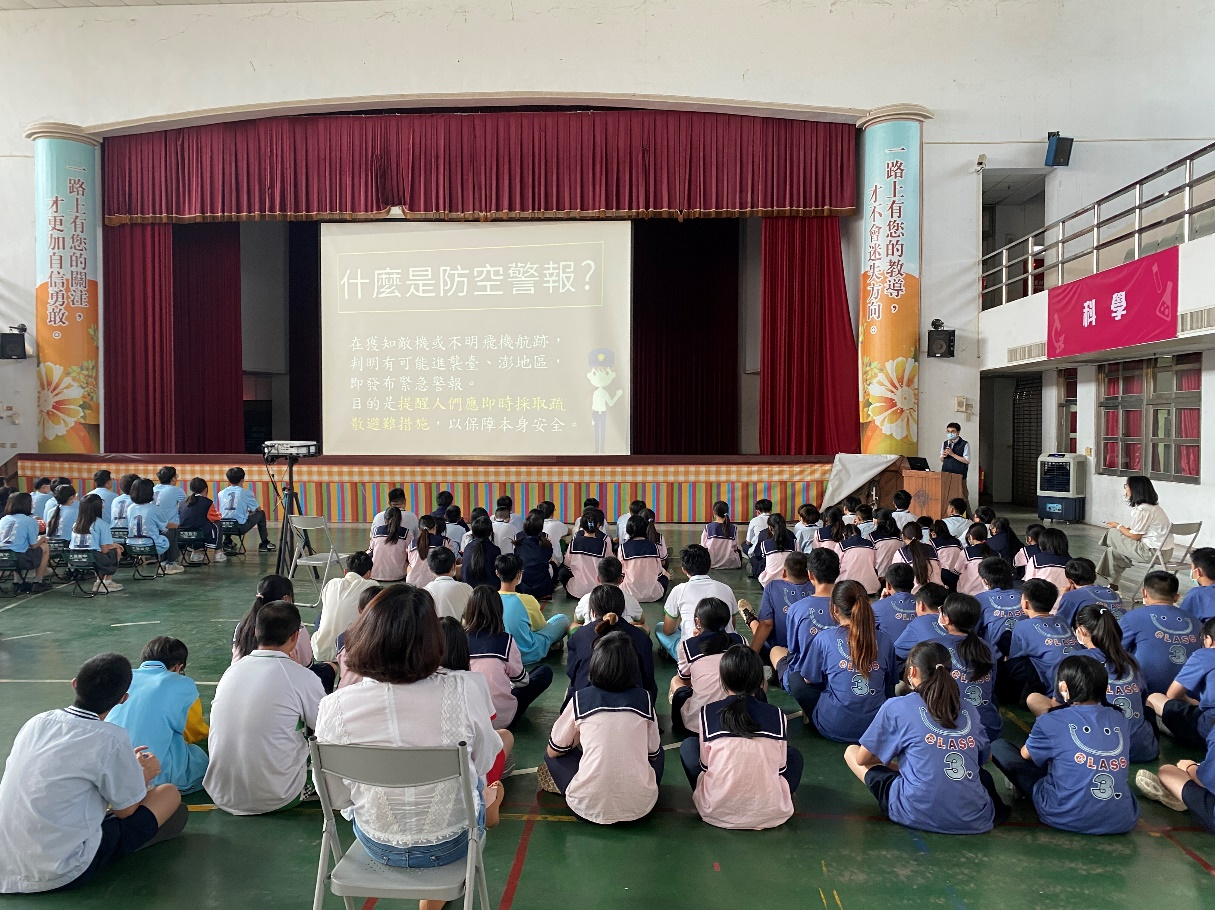 一路上有您的關注，
才更加自信勇敢。
什麼是防空警報?
在獲知敵機或不明飛機航跡，
判明有可能進襲臺、澎地區，
即發布緊急警報。
目的是提醒人們應即時採取疏
散避難措施，以保障本身安全。
一路上有您的教導，
才不會迷失方向。
科學
1
CLASS
3.
CLASS
3.
CLASS
3.